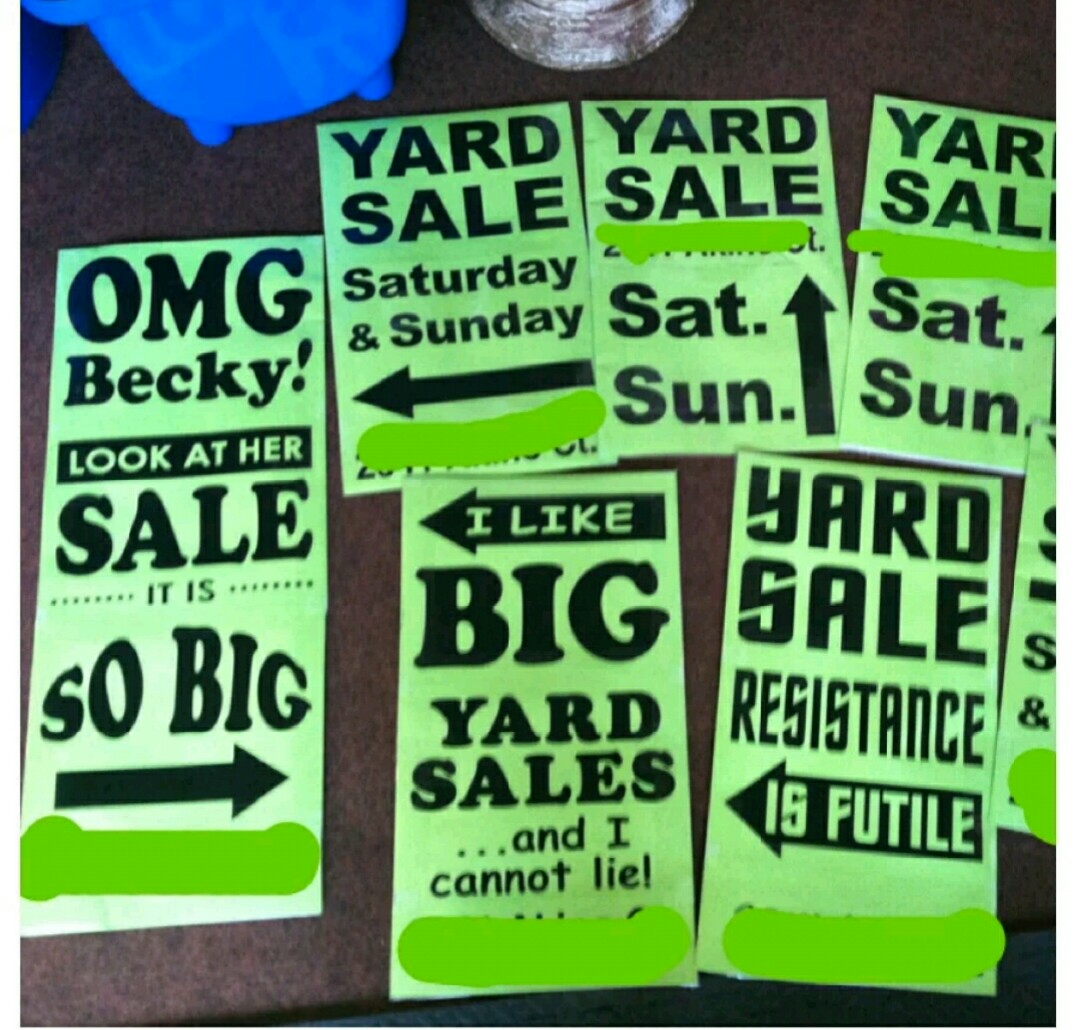 OMG
Becky!
LOOK AT HER
SALE
IT IS
SO BIG
YARD
SALE
Saturday
& Sunday
YARD
SALE
Sat.
Sun.
YAR
SAL
Sat.
Sun.
I LIKE
BIG
YARD
SALES
...and I
cannot lie!
YARD
SALE
RESISTANCE
IS FUTILE
S
&